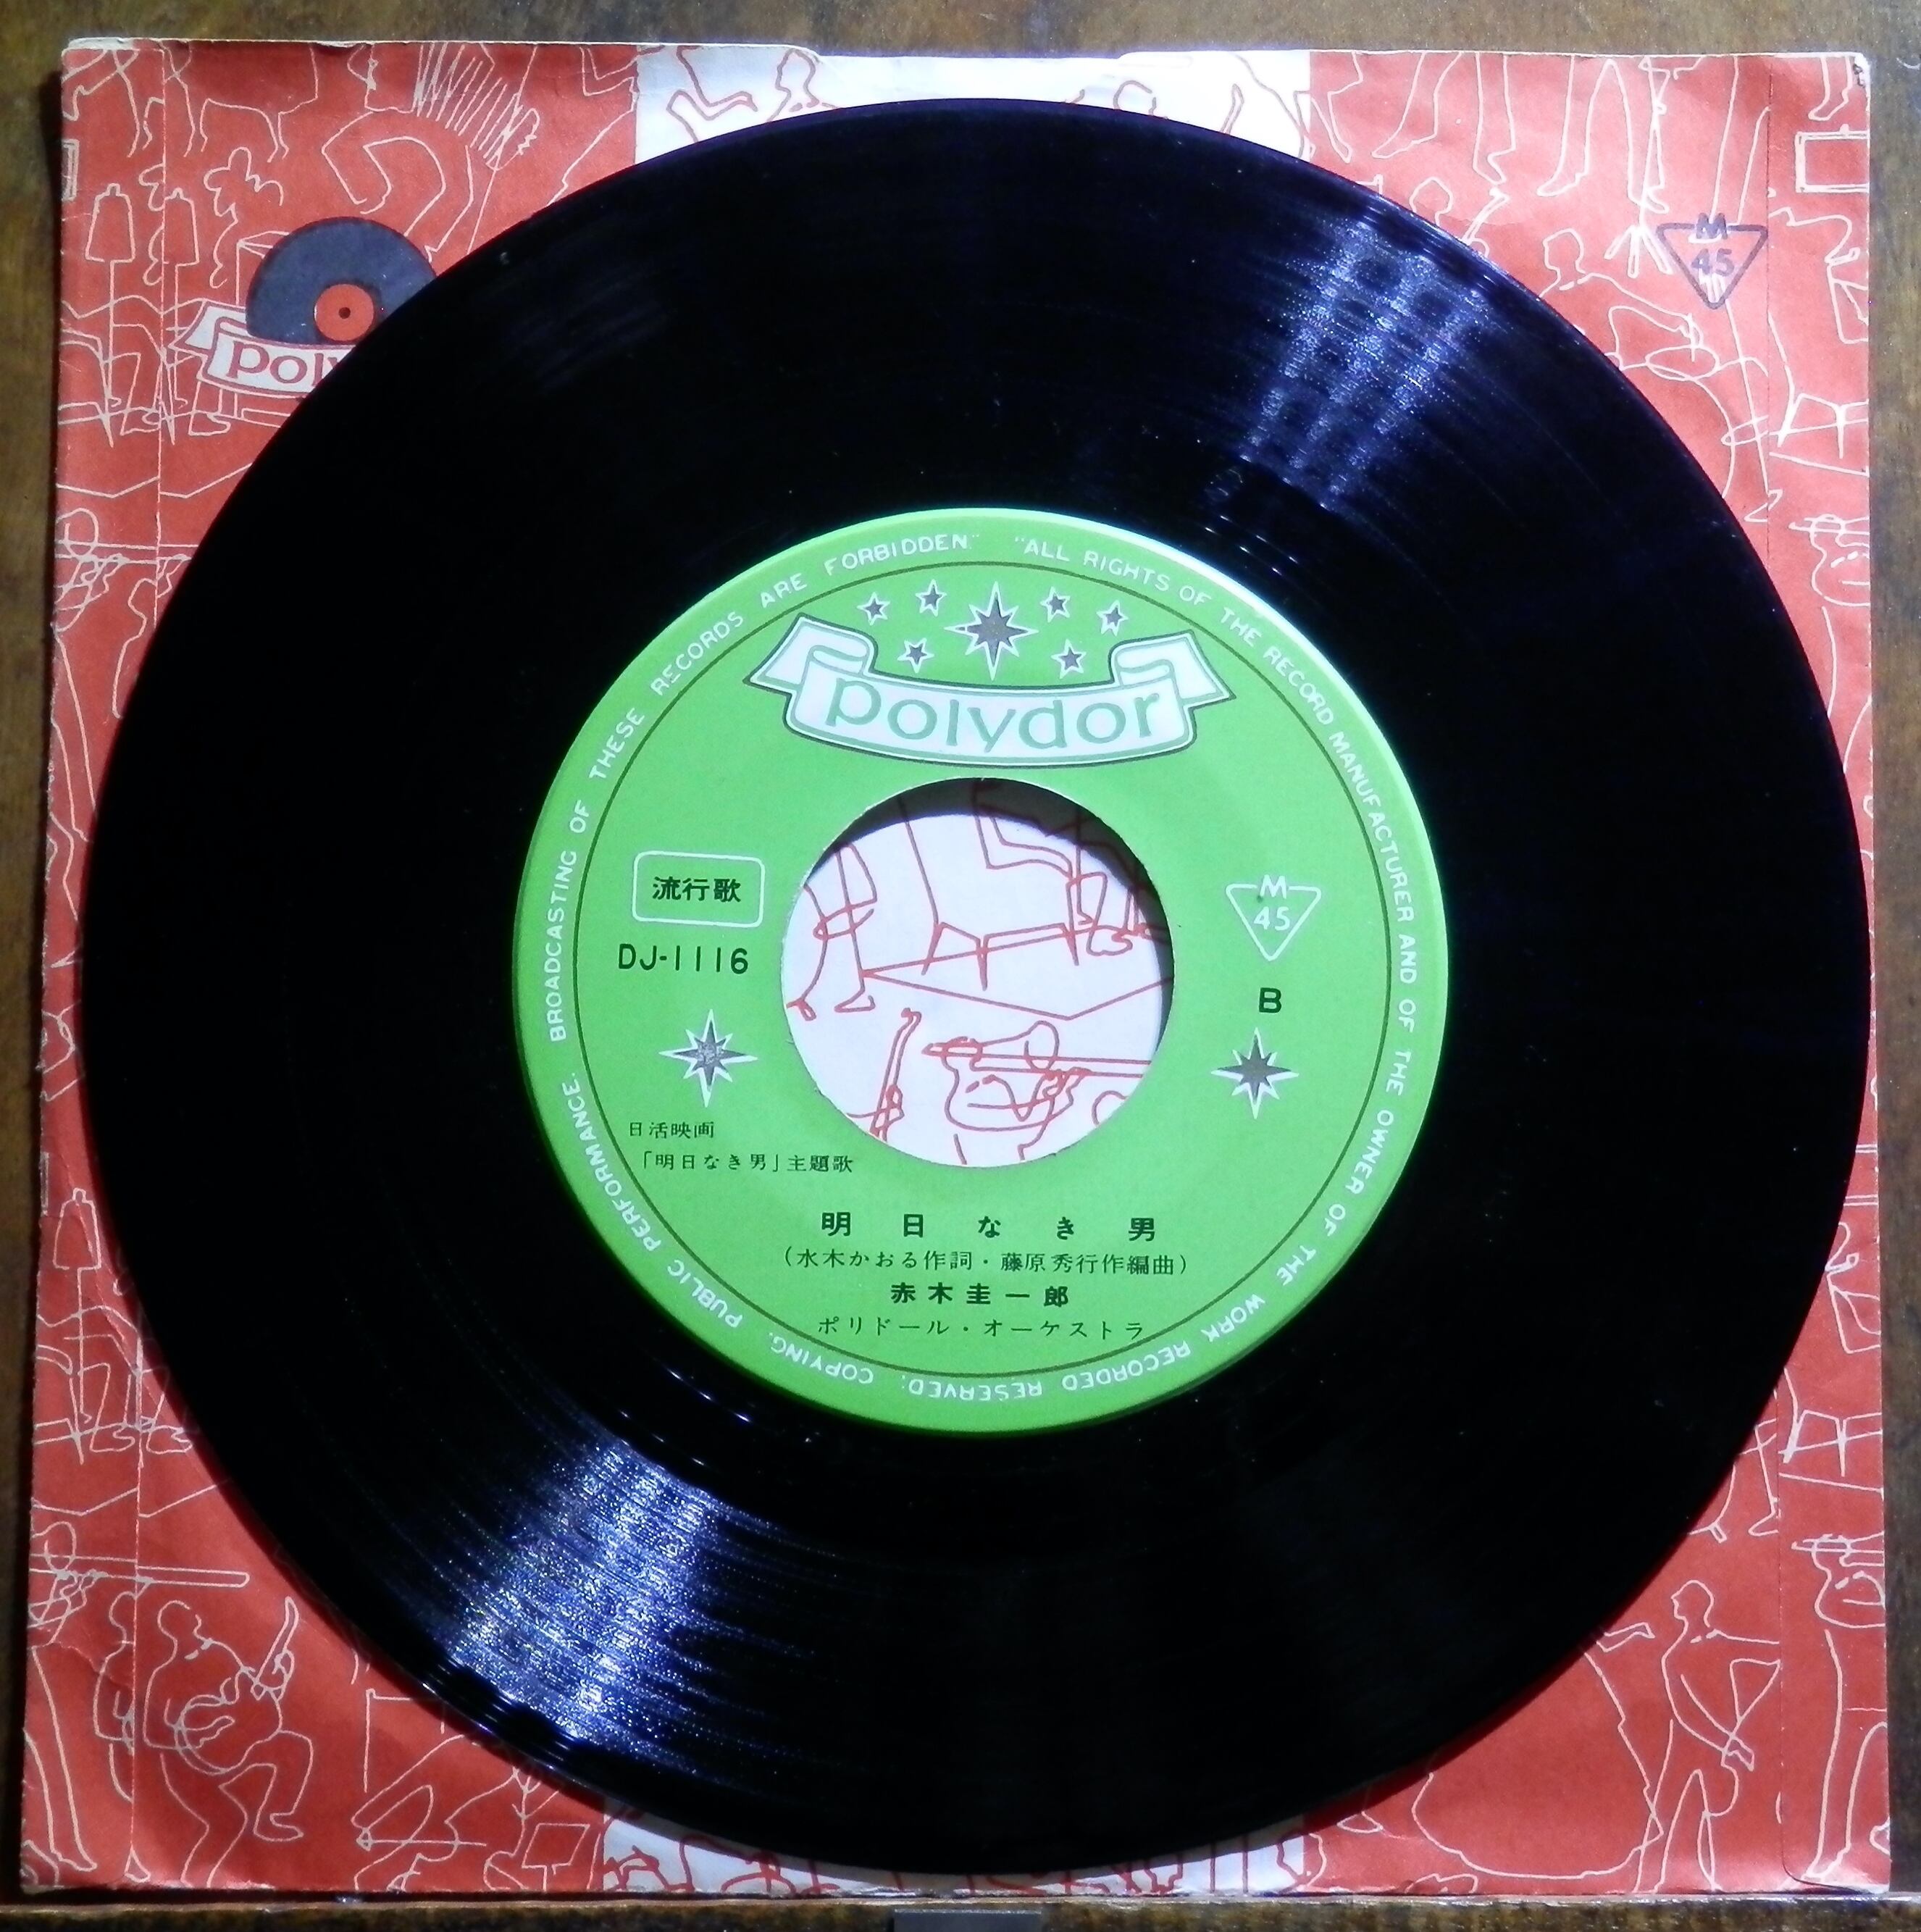 poly
M
45
"ALL RIGHTS OF THE RECORD MANUFACTURER AND OF THE OWNER OF THE WORK RECORDED RESERVED. COPYING. PUBLIC PERFORMANCE. BROADCASTING OF THESE RECORDS ARE FORBIDDEN"
polydor
流行歌
DJ-1116
M
45
B
日活映画
「明日なき男」主題歌
明日なき男
(水木かおる作詞・藤原秀行作編曲)
赤木圭一郎
ポリドール・オーケストラ